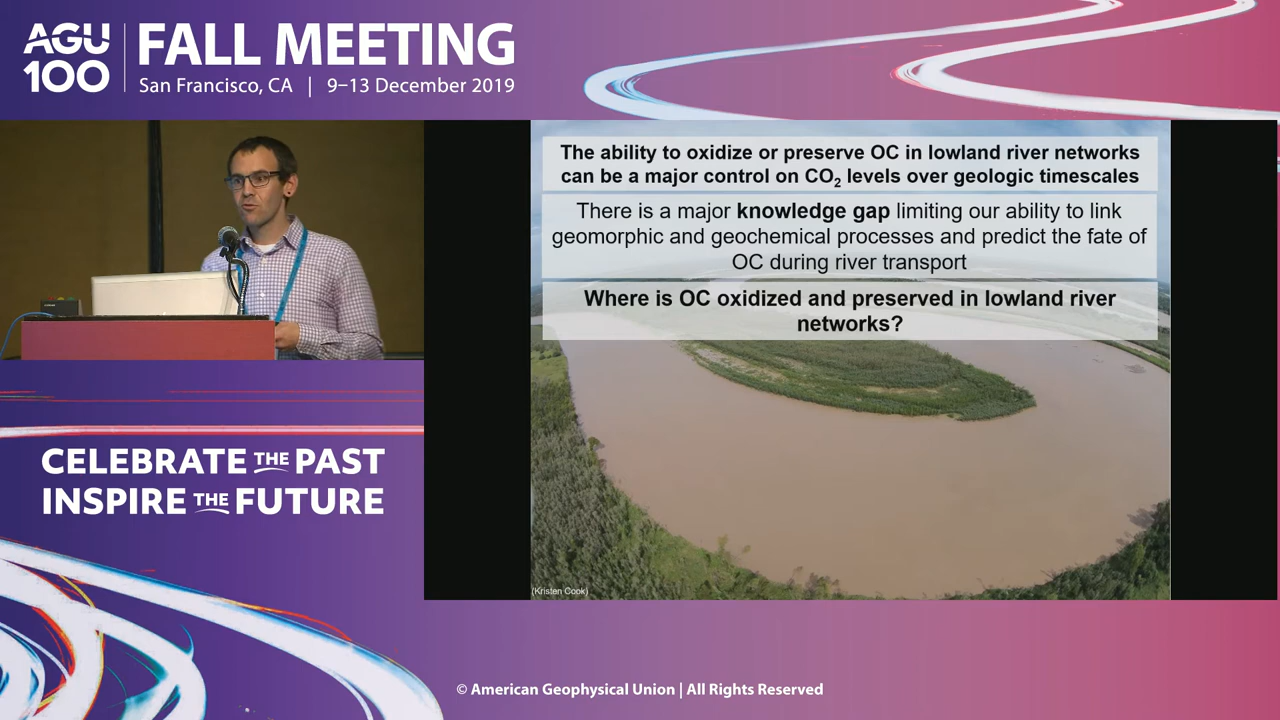 AGU
100
FALL MEETING
San Francisco, CA | 9–13 December 2019
The ability to oxidize or preserve OC in lowland river networks
can be a major control on CO₂ levels over geologic timescales
There is a major knowledge gap limiting our ability to link
geomorphic and geochemical processes and predict the fate of
OC during river transport
Where is OC oxidized and preserved in lowland river
networks?
(Kristen Cook)
CELEBRATE THE PAST
INSPIRE THE FUTURE
© American Geophysical Union | All Rights Reserved